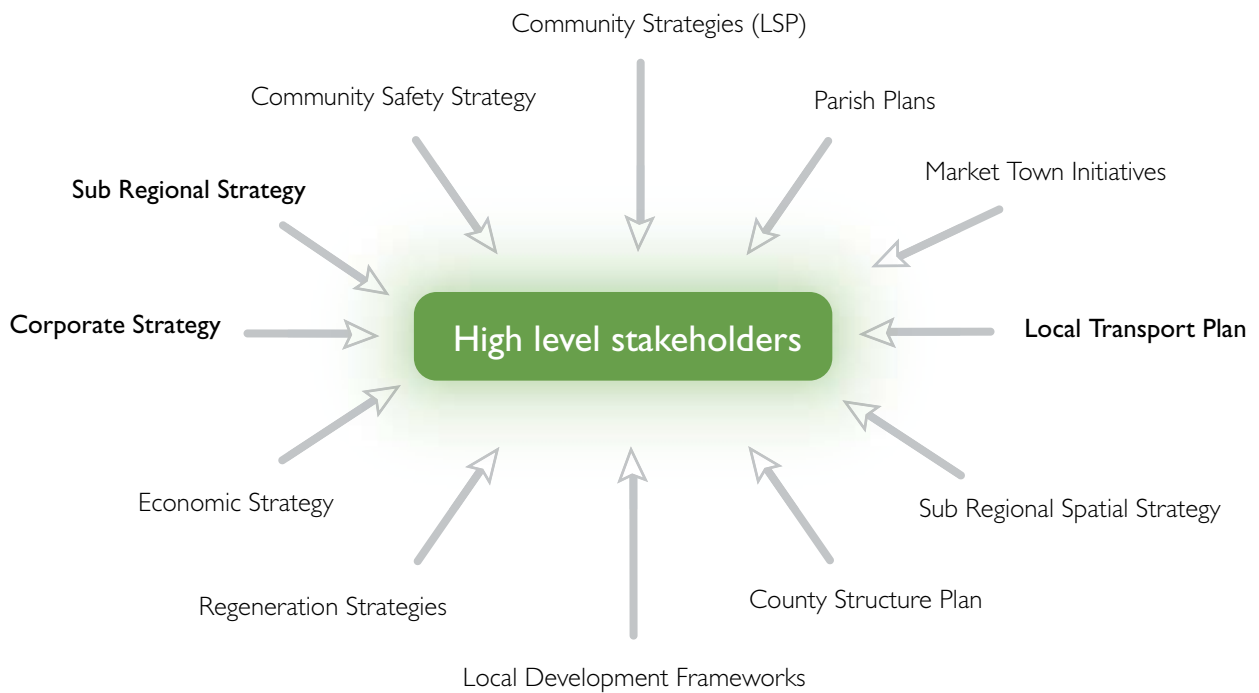 Community Strategies (LSP)
Community Safety Strategy
Parish Plans
Market Town Initiatives
Sub Regional Strategy
Corporate Strategy
High level stakeholders
Local Transport Plan
Economic Strategy
Sub Regional Spatial Strategy
Regeneration Strategies
County Structure Plan
Local Development Frameworks